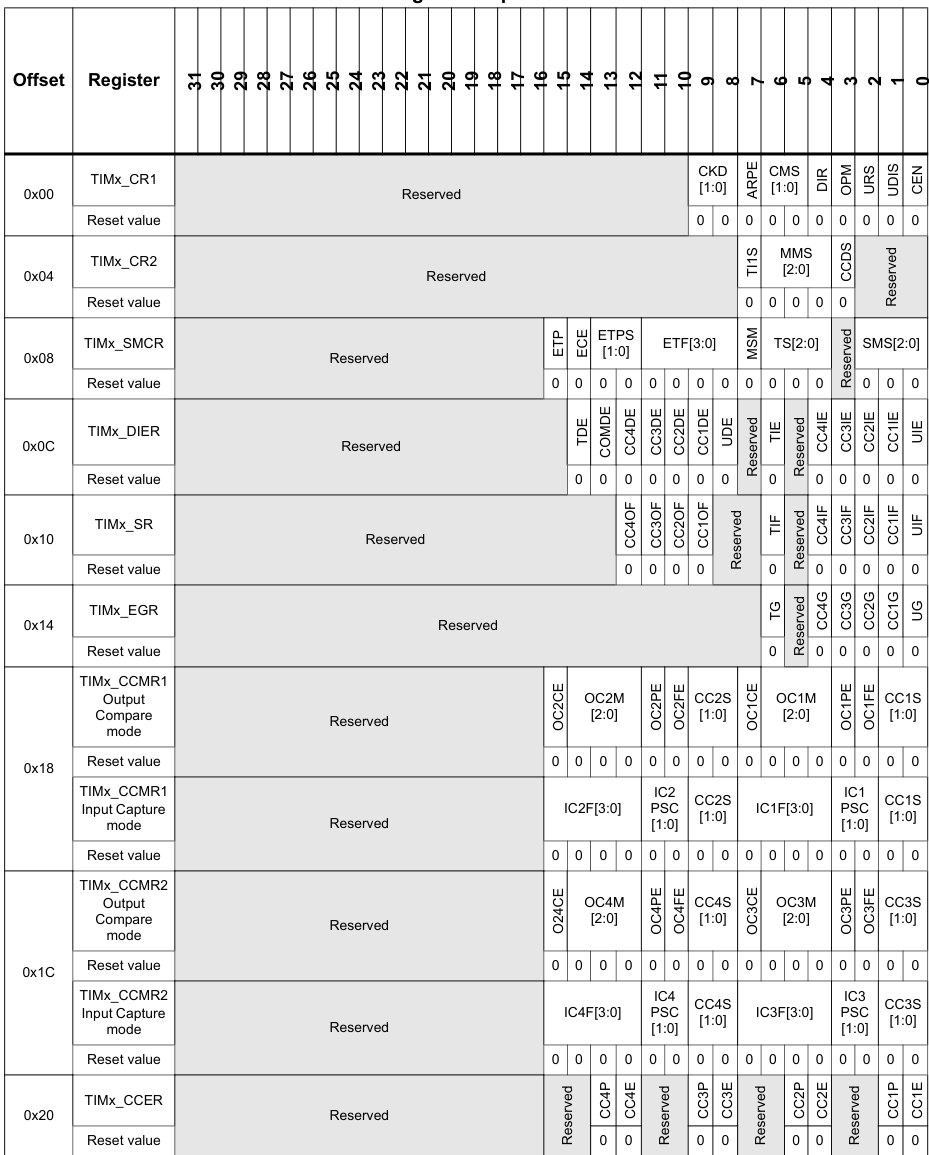 Offset Register 31 30 29 28 27 26 25 24 23 22 21 20 19 18 17 16 15 14 13 12 11 10 9 8 7 6 5 4 3 2 1 0
0x00 TIMx_CR1 Reserved CKD [1:0] ARPE CMS [1:0] DIR OPM URS UDIS CEN
Reset value 0 0 0 0 0 0 0 0 0 0
0x04 TIMx_CR2 Reserved TI1S MMS [2:0] CCDS Reserved
Reset value 0 0 0 0 0
0x08 TIMx_SMCR Reserved ETP ECE ETPS [1:0] ETF[3:0] MSM TS[2:0] Reserved SMS[2:0]
Reset value 0 0 0 0 0 0 0 0 0 0 0 0 0 0 0
0x0C TIMx_DIER Reserved TDE COMDE CC4DE CC3DE CC2DE CC1DE UDE Reserved TIE Reserved CC4IE CC3IE CC2IE CC1IE UIE
Reset value 0 0 0 0 0 0 0 0 0 0 0 0 0
0x10 TIMx_SR Reserved CC4OF CC3OF CC2OF CC1OF Reserved TIF Reserved CC4IF CC3IF CC2IF CC1IF UIF
Reset value 0 0 0 0 0 0 0 0 0 0
0x14 TIMx_EGR Reserved TG Reserved CC4G CC3G CC2G CC1G UG
Reset value 0 0 0 0 0 0
0x18 TIMx_CCMR1 Output Compare mode Reserved OC2CE OC2M [2:0] OC2PE OC2FE CC2S [1:0] OC1CE OC1M [2:0] OC1PE OC1FE CC1S [1:0]
Reset value 0 0 0 0 0 0 0 0 0 0 0 0 0 0 0 0
TIMx_CCMR1 Input Capture mode Reserved IC2F[3:0] IC2 PSC [1:0] CC2S [1:0] IC1F[3:0] IC1 PSC [1:0] CC1S [1:0]
Reset value 0 0 0 0 0 0 0 0 0 0 0 0 0 0 0 0
0x1C TIMx_CCMR2 Output Compare mode Reserved O24CE OC4M [2:0] OC4PE OC4FE CC4S [1:0] OC3CE OC3M [2:0] OC3PE OC3FE CC3S [1:0]
Reset value 0 0 0 0 0 0 0 0 0 0 0 0 0 0 0 0
TIMx_CCMR2 Input Capture mode Reserved IC4F[3:0] IC4 PSC [1:0] CC4S [1:0] IC3F[3:0] IC3 PSC [1:0] CC3S [1:0]
Reset value 0 0 0 0 0 0 0 0 0 0 0 0 0 0 0 0
0x20 TIMx_CCER Reserved Reserved CC4P CC4E Reserved CC3P CC3E Reserved CC2P CC2E Reserved CC1P CC1E
Reset value 0 0 0 0 0 0 0 0